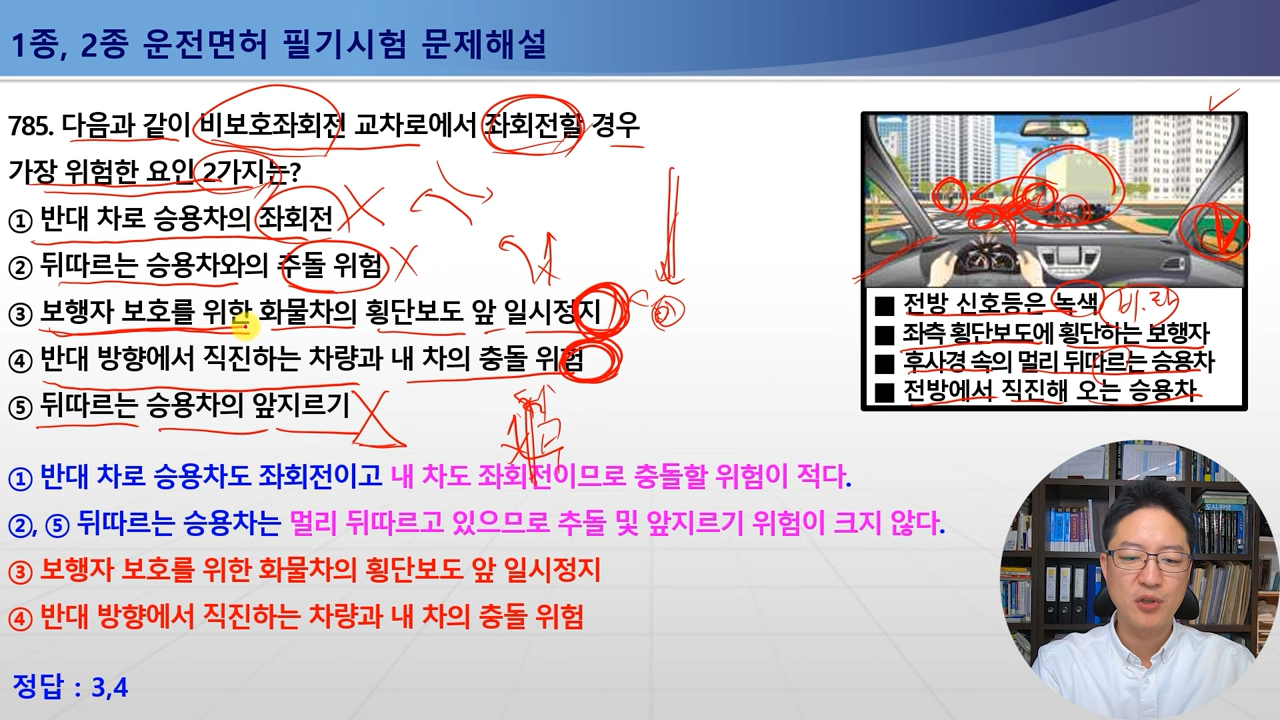 1종, 2종 운전면허 필기시험 문제해설
785. 다음과 같이 비보호좌회전 교차로에서 좌회전할 경우
가장 위험한 요인 2가지는?
① 반대 차로 승용차의 좌회전
② 뒤따르는 승용차와의 추돌 위험
③ 보행자 보호를 위한 화물차의 횡단보도 앞 일시정지
④ 반대 방향에서 직진하는 차량과 내 차의 충돌 위험
⑤ 뒤따르는 승용차의 앞지르기
■ 전방 신호등은 녹색
■ 좌측 횡단보도에 횡단하는 보행자
■ 후사경 속의 멀리 뒤따르는 승용차
■ 전방에서 직진해 오는 승용차
① 반대 차로 승용차도 좌회전이고 내 차도 좌회전이므로 충돌할 위험이 적다.
②, ⑤ 뒤따르는 승용차는 멀리 뒤따르고 있으므로 추돌 및 앞지르기 위험이 크지 않다.
③ 보행자 보호를 위한 화물차의 횡단보도 앞 일시정지
④ 반대 방향에서 직진하는 차량과 내 차의 충돌 위험
정답 : 3,4